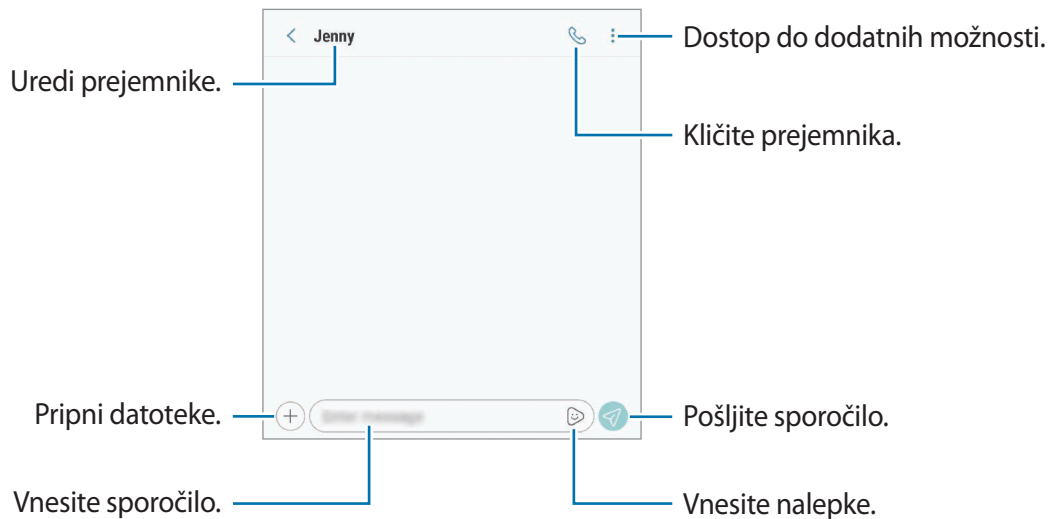 Jenny
Dostop do dodatnih možnosti.
Uredi prejemnike.
Kličite prejemnika.
Pripni datoteke.
Pošljite sporočilo.
Vnesite sporočilo.
Vnesite nalepke.